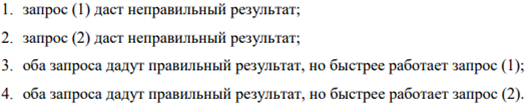 1. запрос (1) даст неправильный результат;
2. запрос (2) даст неправильный результат;
3. оба запроса дадут правильный результат, но быстрее работает запрос (1);
4. оба запроса дадут правильный результат, но быстрее работает запрос (2).